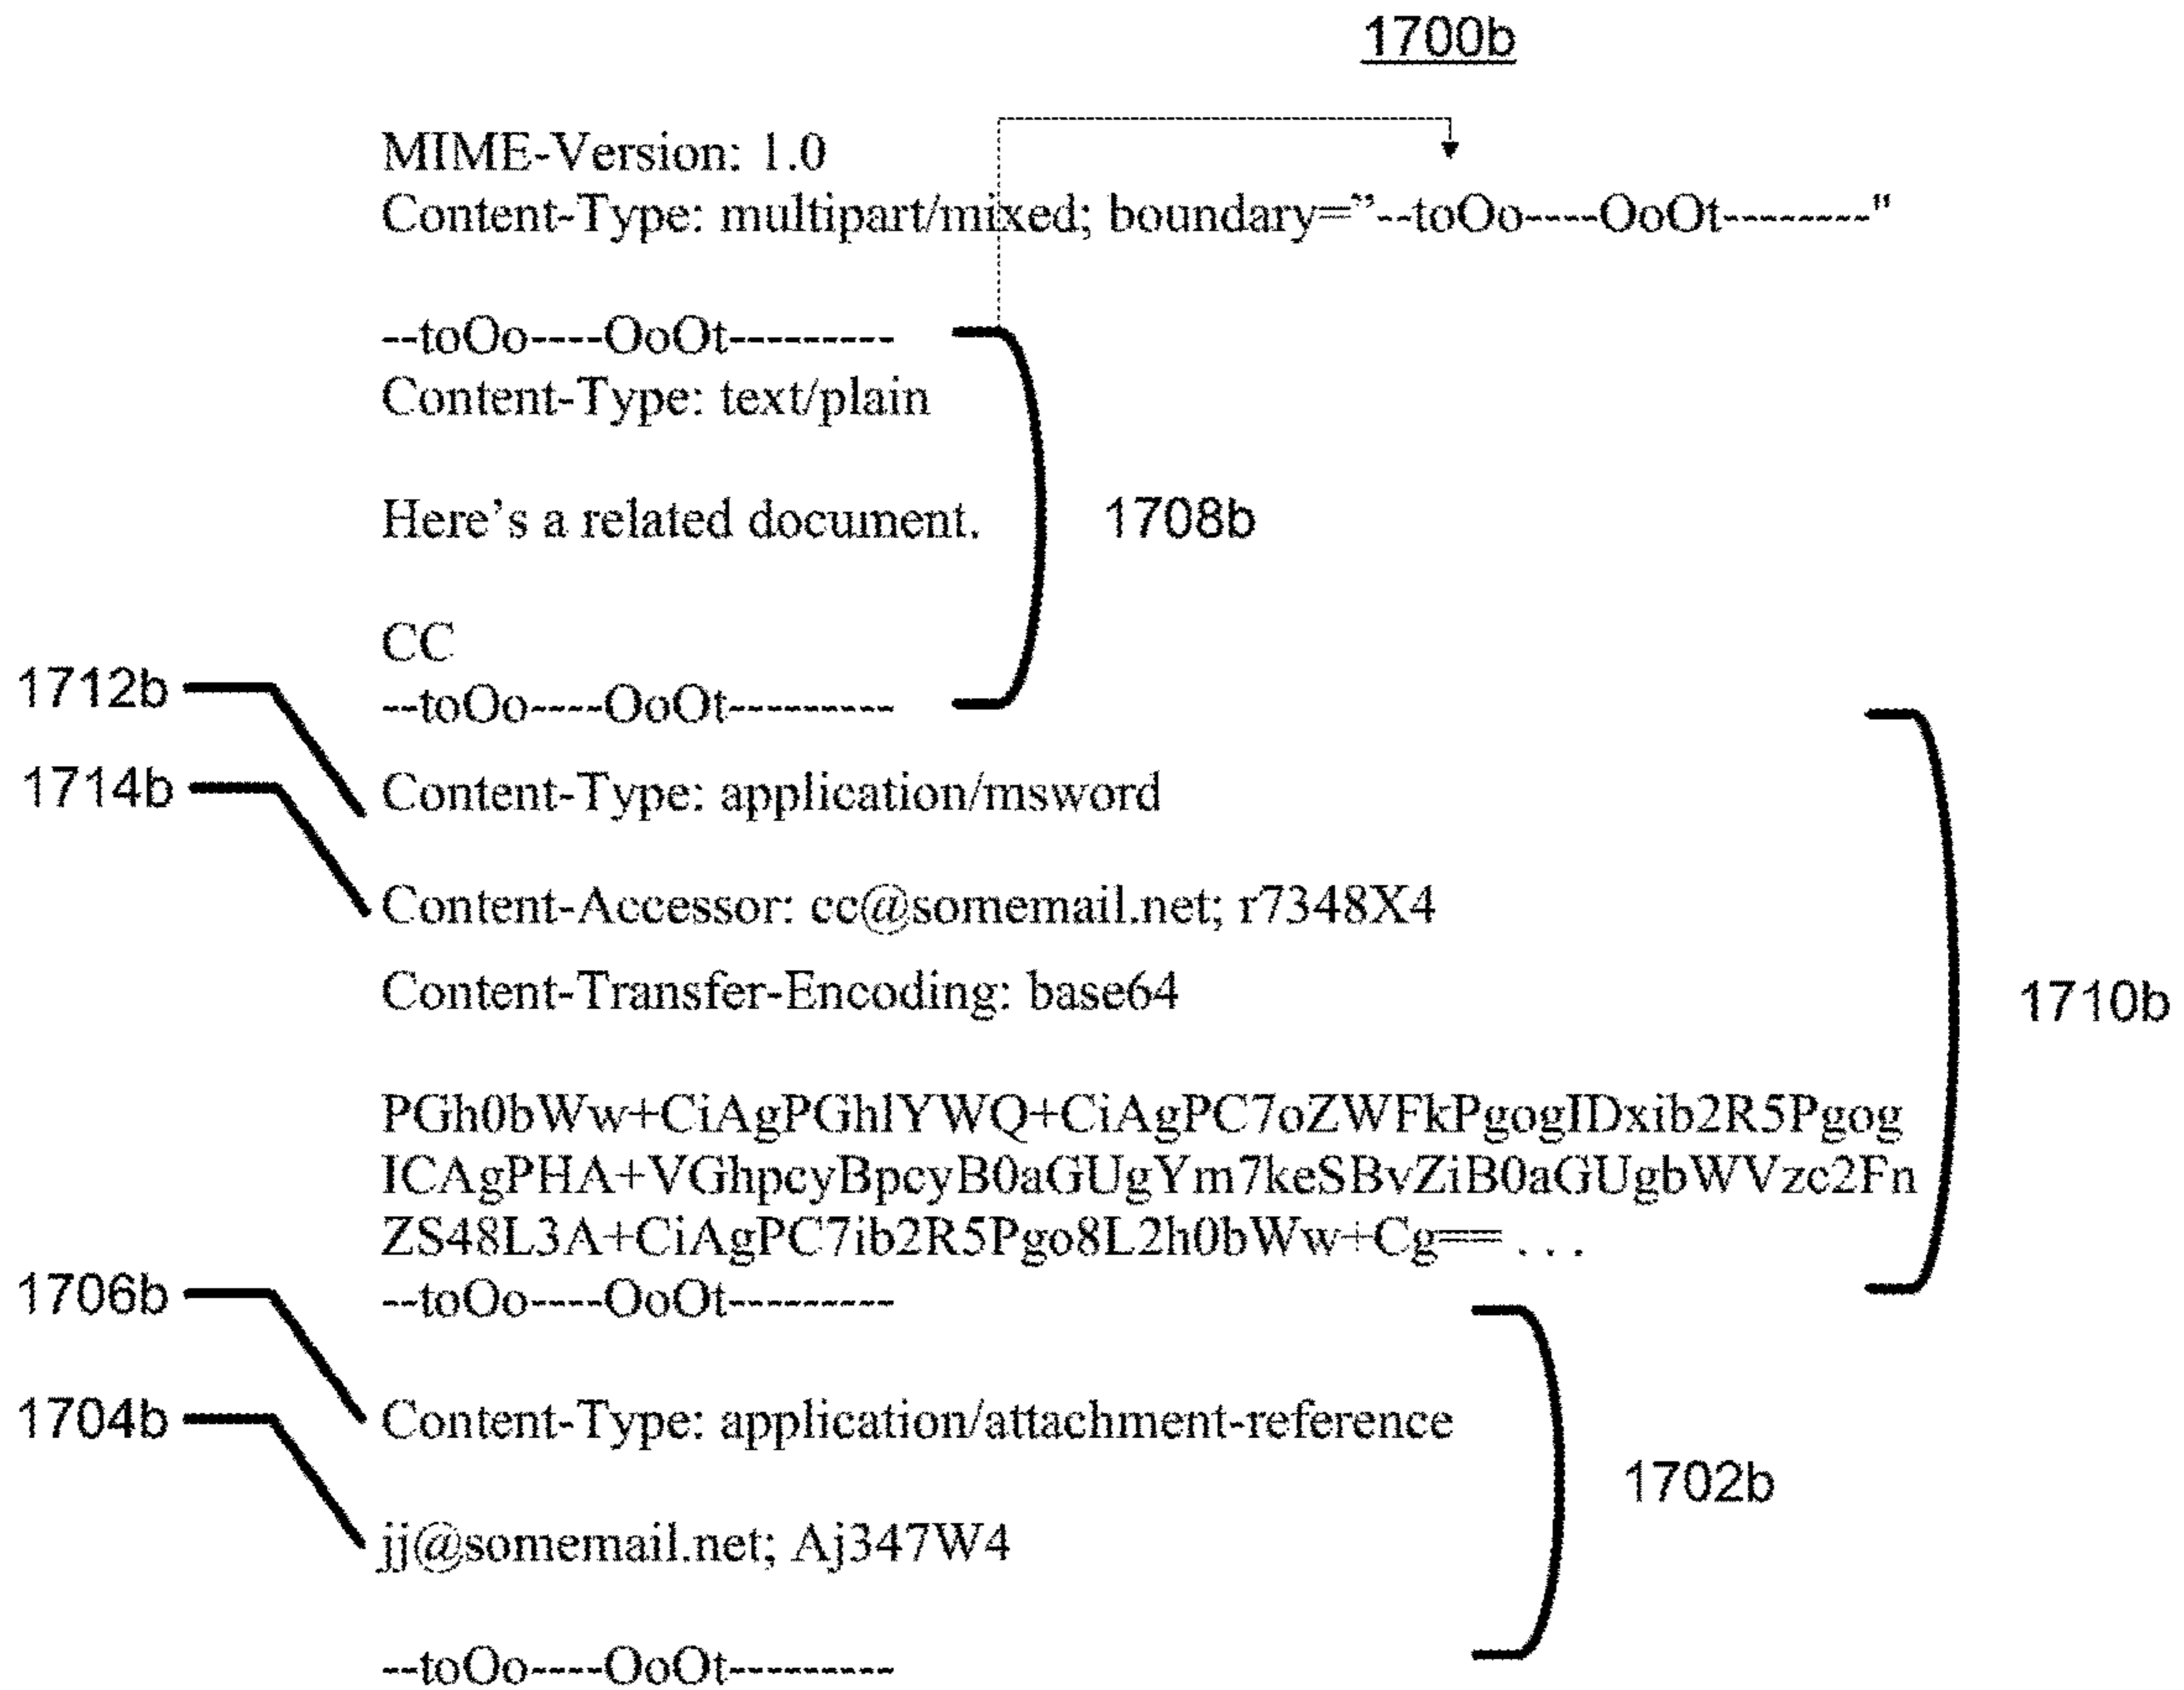 1700b
MIME-Version: 1.0
Content-Type: multipart/mixed; boundary=”--toOo----OoOt--------"
--toOo----OoOt---------
Content-Type: text/plain
Here’s a related document.
1708b
CC
1712b
--toOo----OoOt---------
1714b
Content-Type: application/msword
Content-Accessor: cc@somemail.net; r7348X4
Content-Transfer-Encoding: base64
1710b
PGh0bWw+CiAgPGhlYWQ+CiAgPC7oZWFkPgogIDxib2R5Pgog
ICAgPHA+VGhpcyBpcyB0aGUgYm7keSBvZiB0aGUgbWVzc2Fn
ZS48L3A+CiAgPC7ib2R5Pgo8L2h0bWw+Cg== . . .
1706b
--toOo----OoOt---------
1704b
Content-Type: application/attachment-reference
1702b
jj@somemail.net; Aj347W4
--toOo----OoOt---------